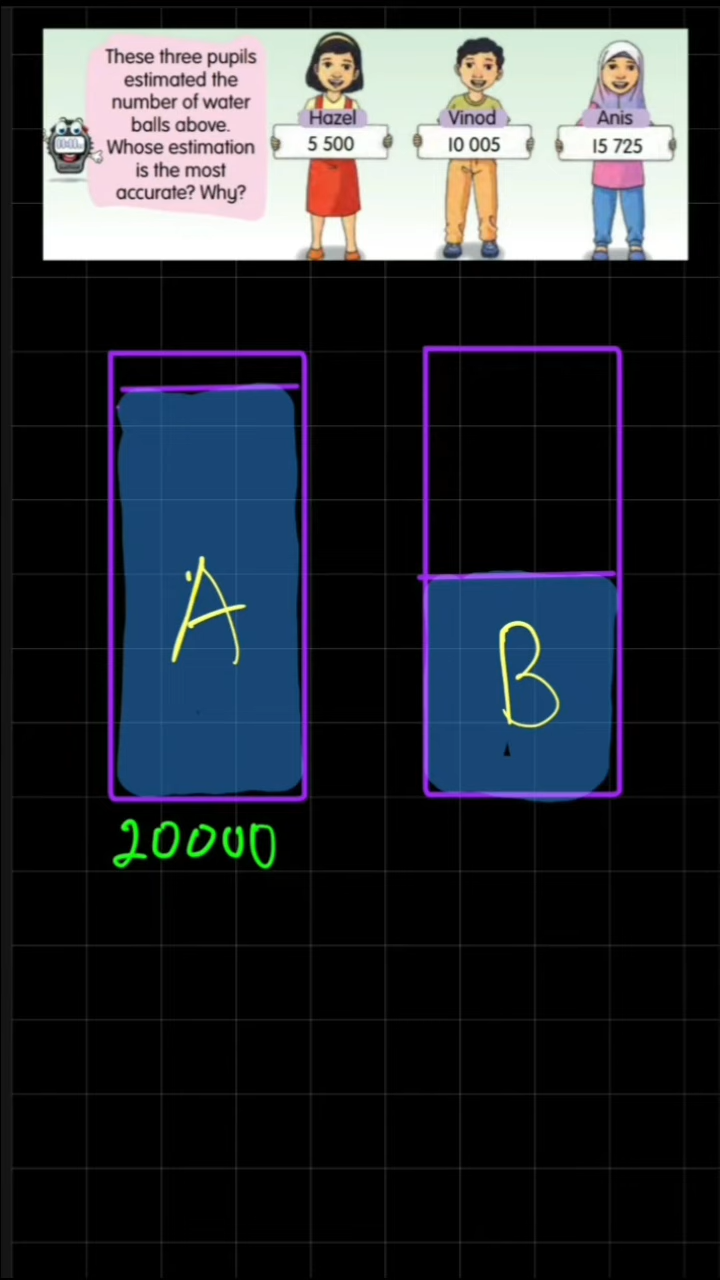 These three pupils
estimated the
number of water
balls above.
Whose estimation
is the most
accurate? Why?
Hazel
5 500
Vinod
10 005
Anis
15 725
A
B
20000